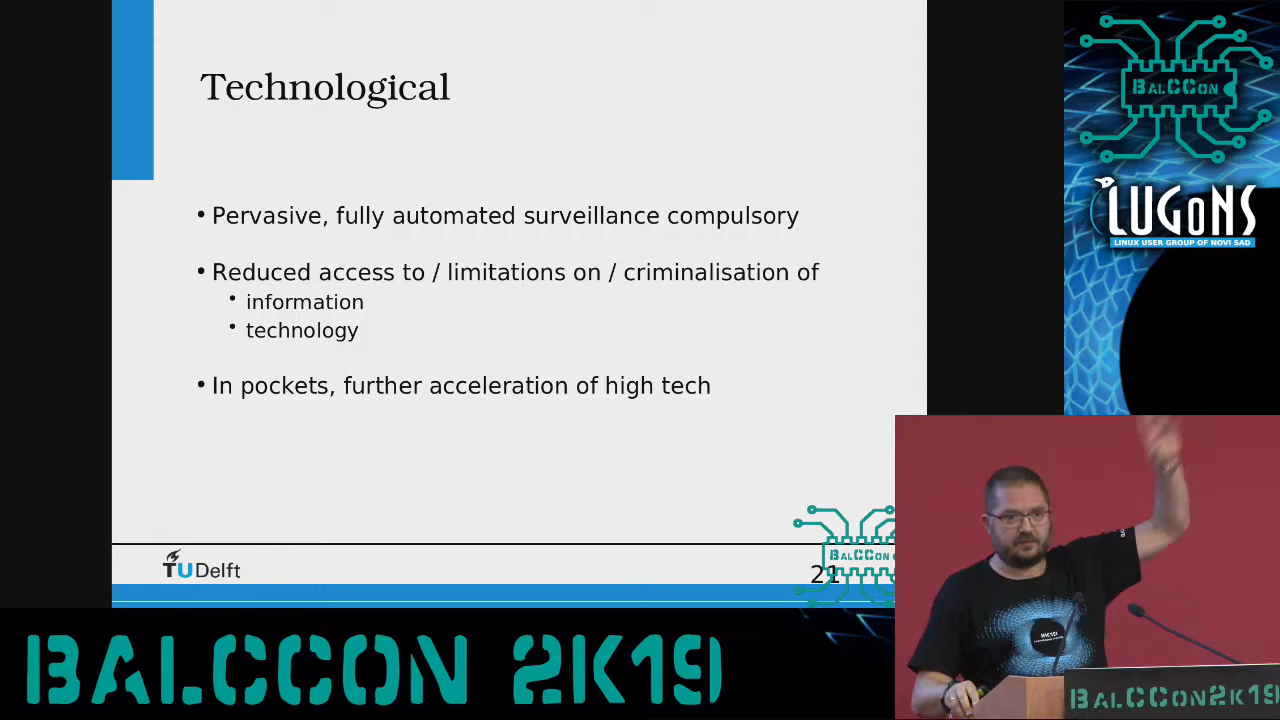 Technological
• Pervasive, fully automated surveillance compulsory
• Reduced access to / limitations on / criminalisation of
• information
• technology
• In pockets, further acceleration of high tech
TUDelft
21
BALCCON
BALCCON
LUGONS
LINUX USER GROUP OF NOVI SAD
BALCCON2K19
BALCCON 2K19